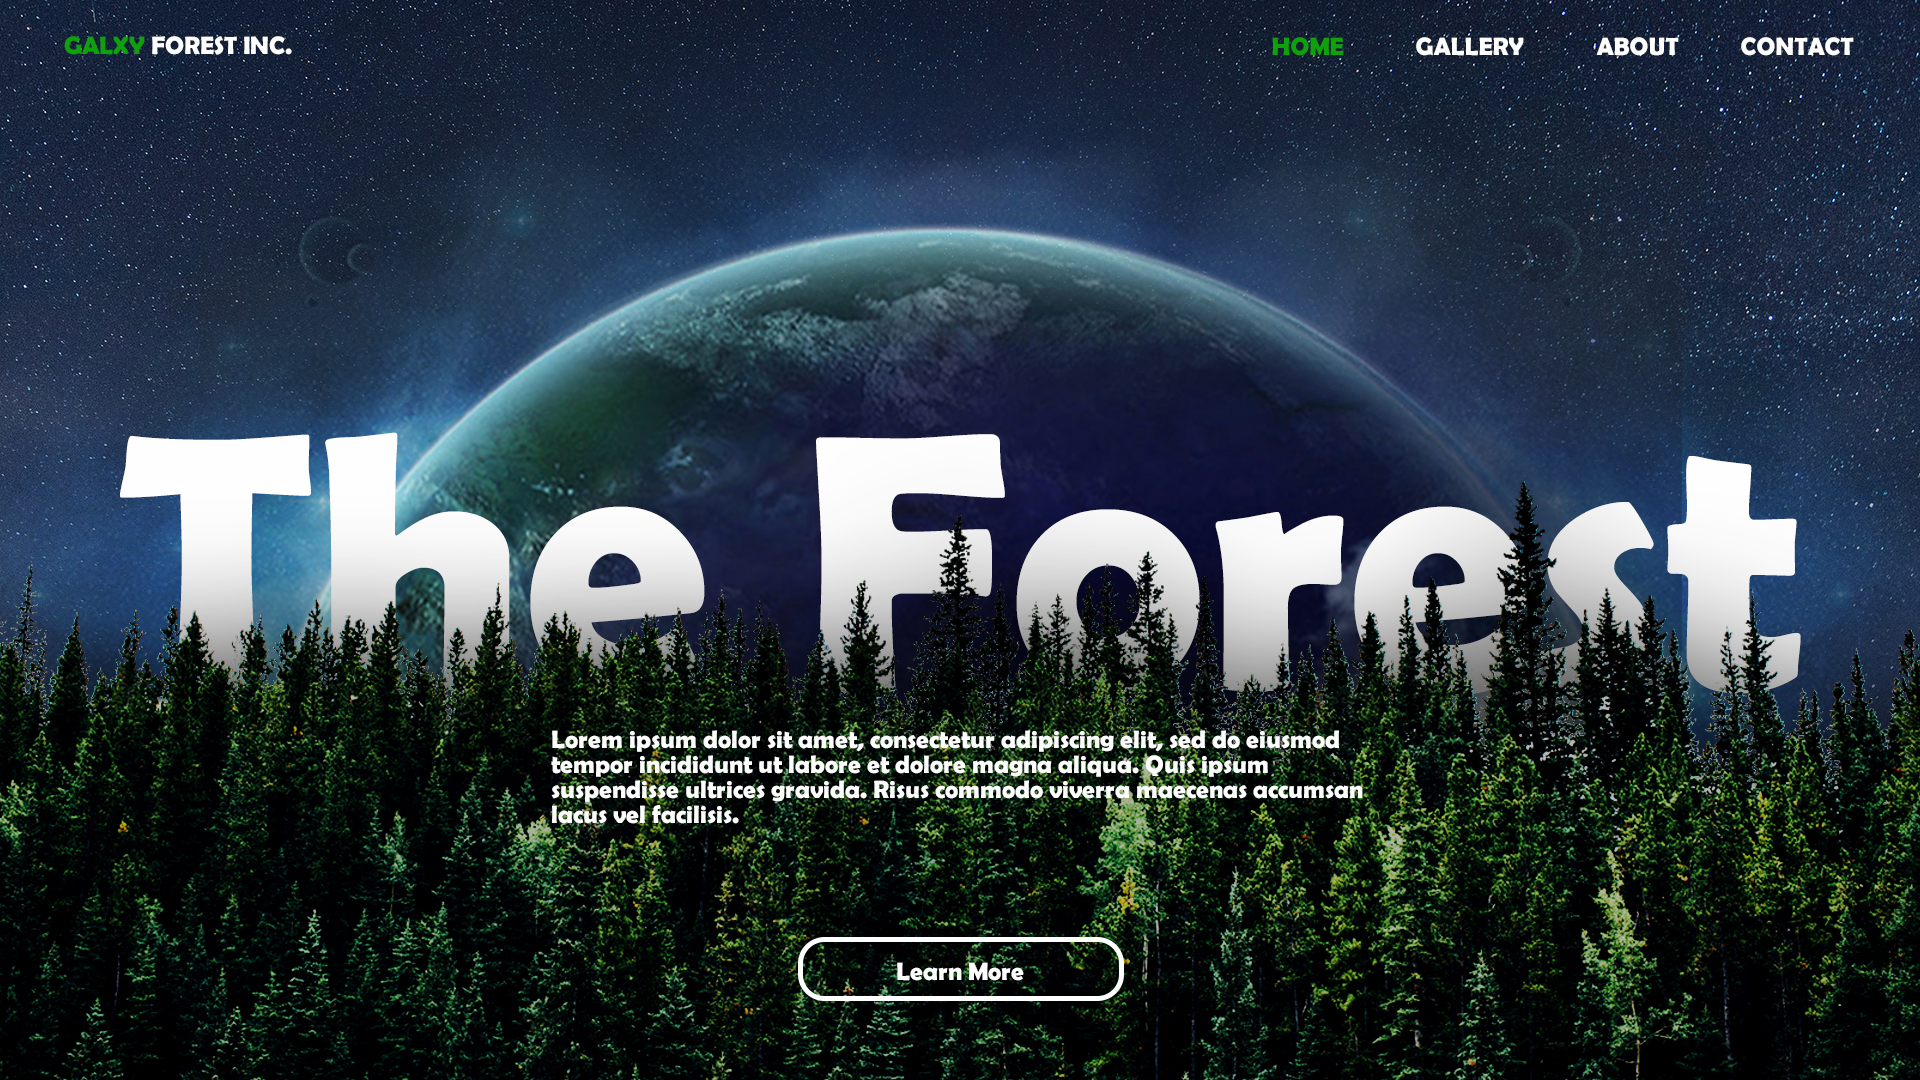 GALXY FOREST INC.
HOME GALLERY ABOUT CONTACT
The Forest
Lorem ipsum dolor sit amet, consectetur adipiscing elit, sed do eiusmod
tempor incididunt ut labore et dolore magna aliqua. Quis ipsum
suspendisse ultrices gravida. Risus commodo viverra maecenas accumsan
lacus vel facilisis.
Learn More